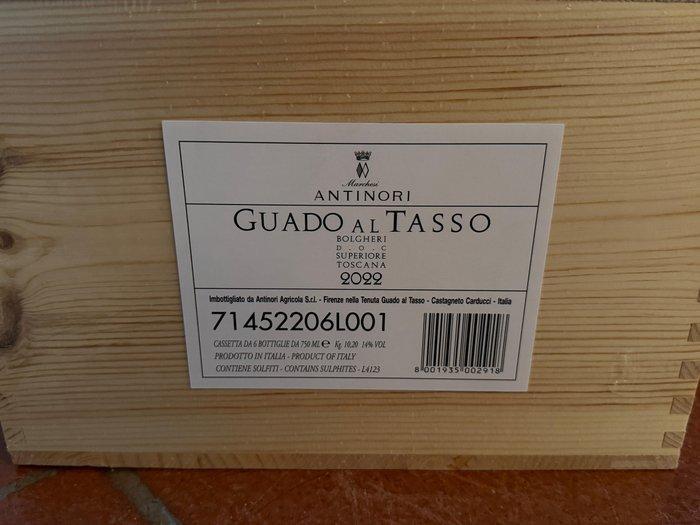 Marchesi
ANTINORI
GUADO AL TASSO
BOLGHERI
D.O.C
SUPERIORE
TOSCANA
2022
Imbottigliato da Antinori Agricola S.r.l. - Firenze nella Tenuta Guado al Tasso - Castagneto Carducci - Italia
71452206L001
CASSETTA DA 6 BOTTIGLIE DA 750 ML ℮ Kg. 10,20 14% VOL
PRODOTTO IN ITALIA - PRODUCT OF ITALY
CONTIENE SOLFITI - CONTAINS SULPHITES - L4123
8 001935 002918